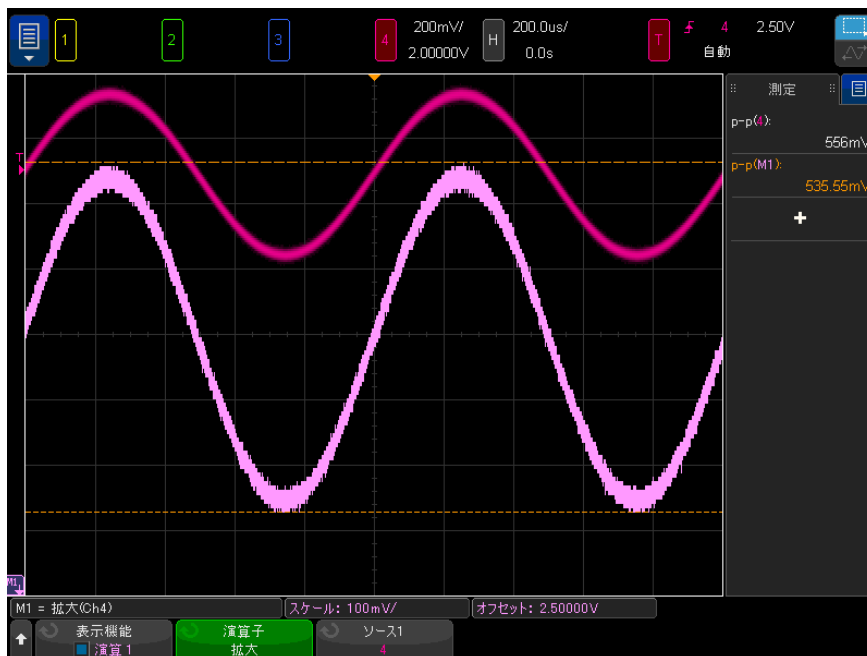 1
2
3
4
200mV/
2.00000V
H
200.0us/
0.0s
T
4
2.50V
自動
測定
p-p(4):
556mV
p-p(M1):
535.55mV
T
M1
M1 = 拡大(Ch4)
スケール: 100mV/
オフセット: 2.50000V
表示機能
演算 1
演算子
拡大
ソース1
4